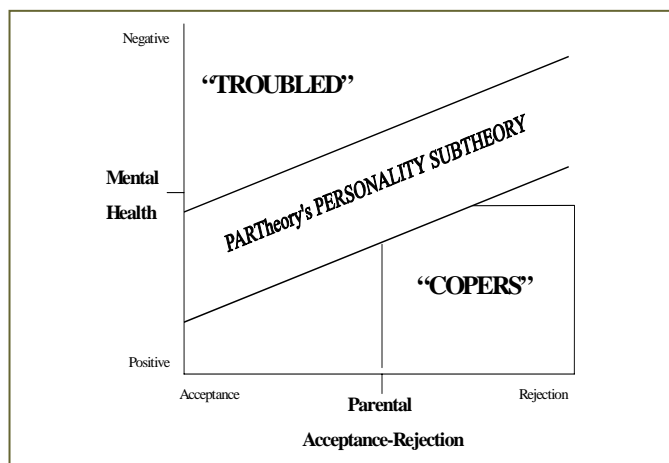 Negative
“TROUBLED”
PARTheory's PERSONALITY SUBTHEORY
Mental
Health
“COPERS”
Positive
Acceptance
Rejection
Parental
Acceptance-Rejection